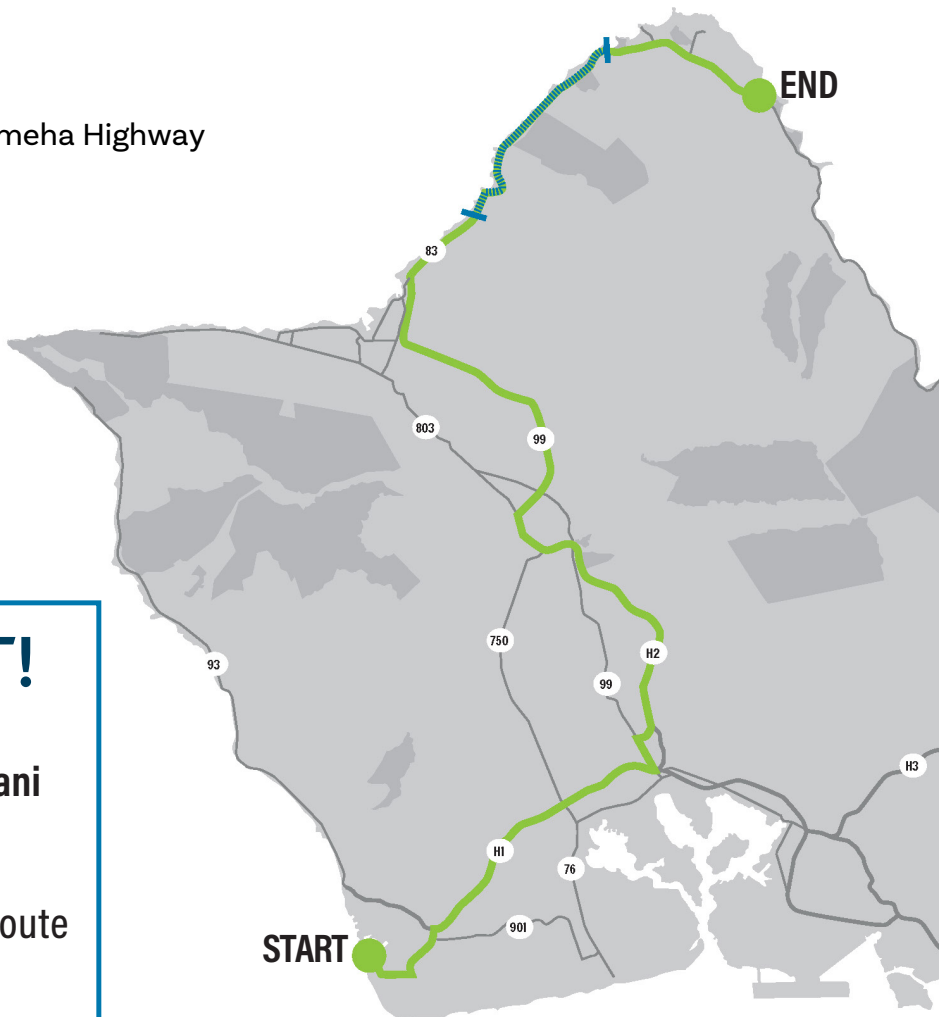 END
meha Highway
83
803
99
750
H2
93
99
H3
T!
ani
H1
76
oute
901
START